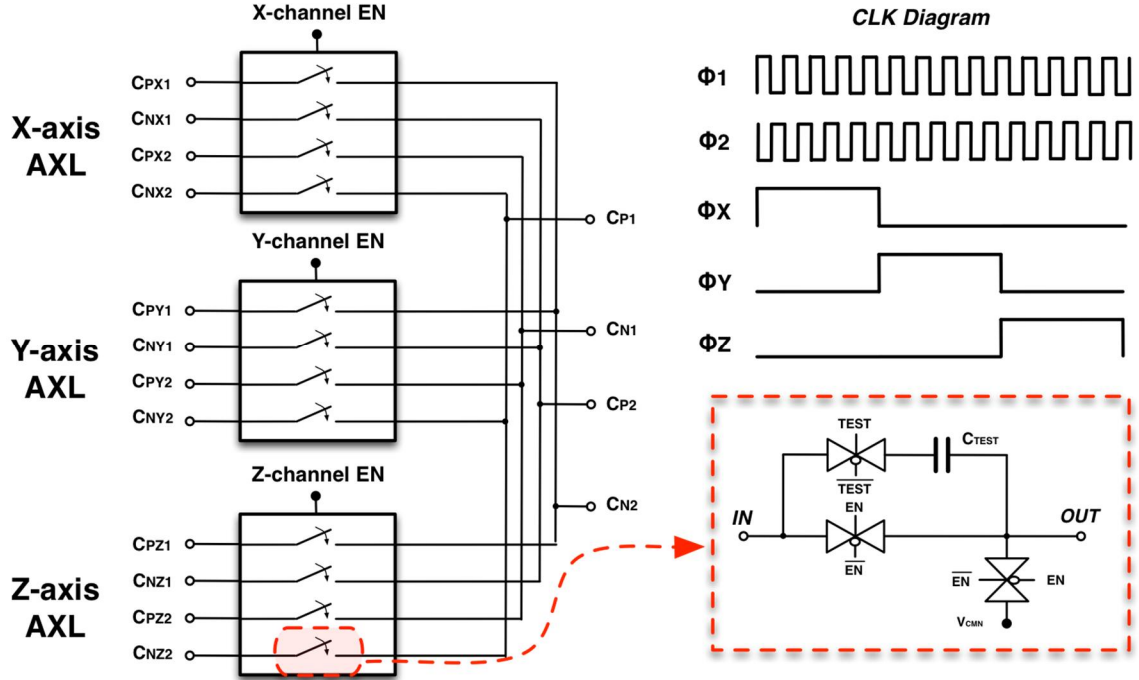 X-channel EN
CPX1
CNX1
CPX2
CNX2
X-axis
AXL
Y-channel EN
CPY1
CNY1
CPY2
CNY2
Y-axis
AXL
Z-channel EN
CPZ1
CNZ1
CPZ2
CNZ2
Z-axis
AXL
CP1
CN1
CP2
CN2
CLK Diagram
Φ1
Φ2
ΦX
ΦY
ΦZ
TEST
CTEST
TEST
EN
IN
OUT
EN
EN
EN
VCMN